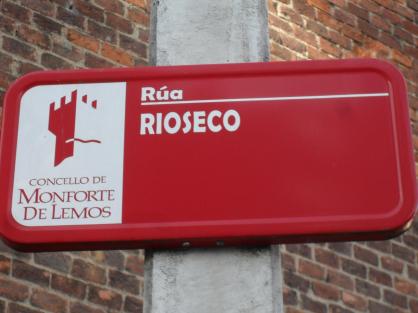 Rúa
RIOSECO
CONCELLO DE
MONFORTE
DE LEMOS